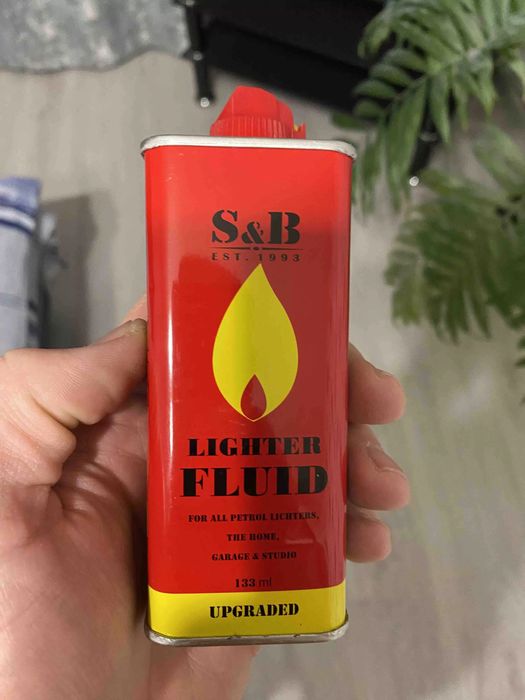 S&B
EST. 1993
LIGHTER
FLUID
FOR ALL PETROL LIGHTERS,
THE HOME,
GARAGE & STUDIO
133 ml
UPGRADED